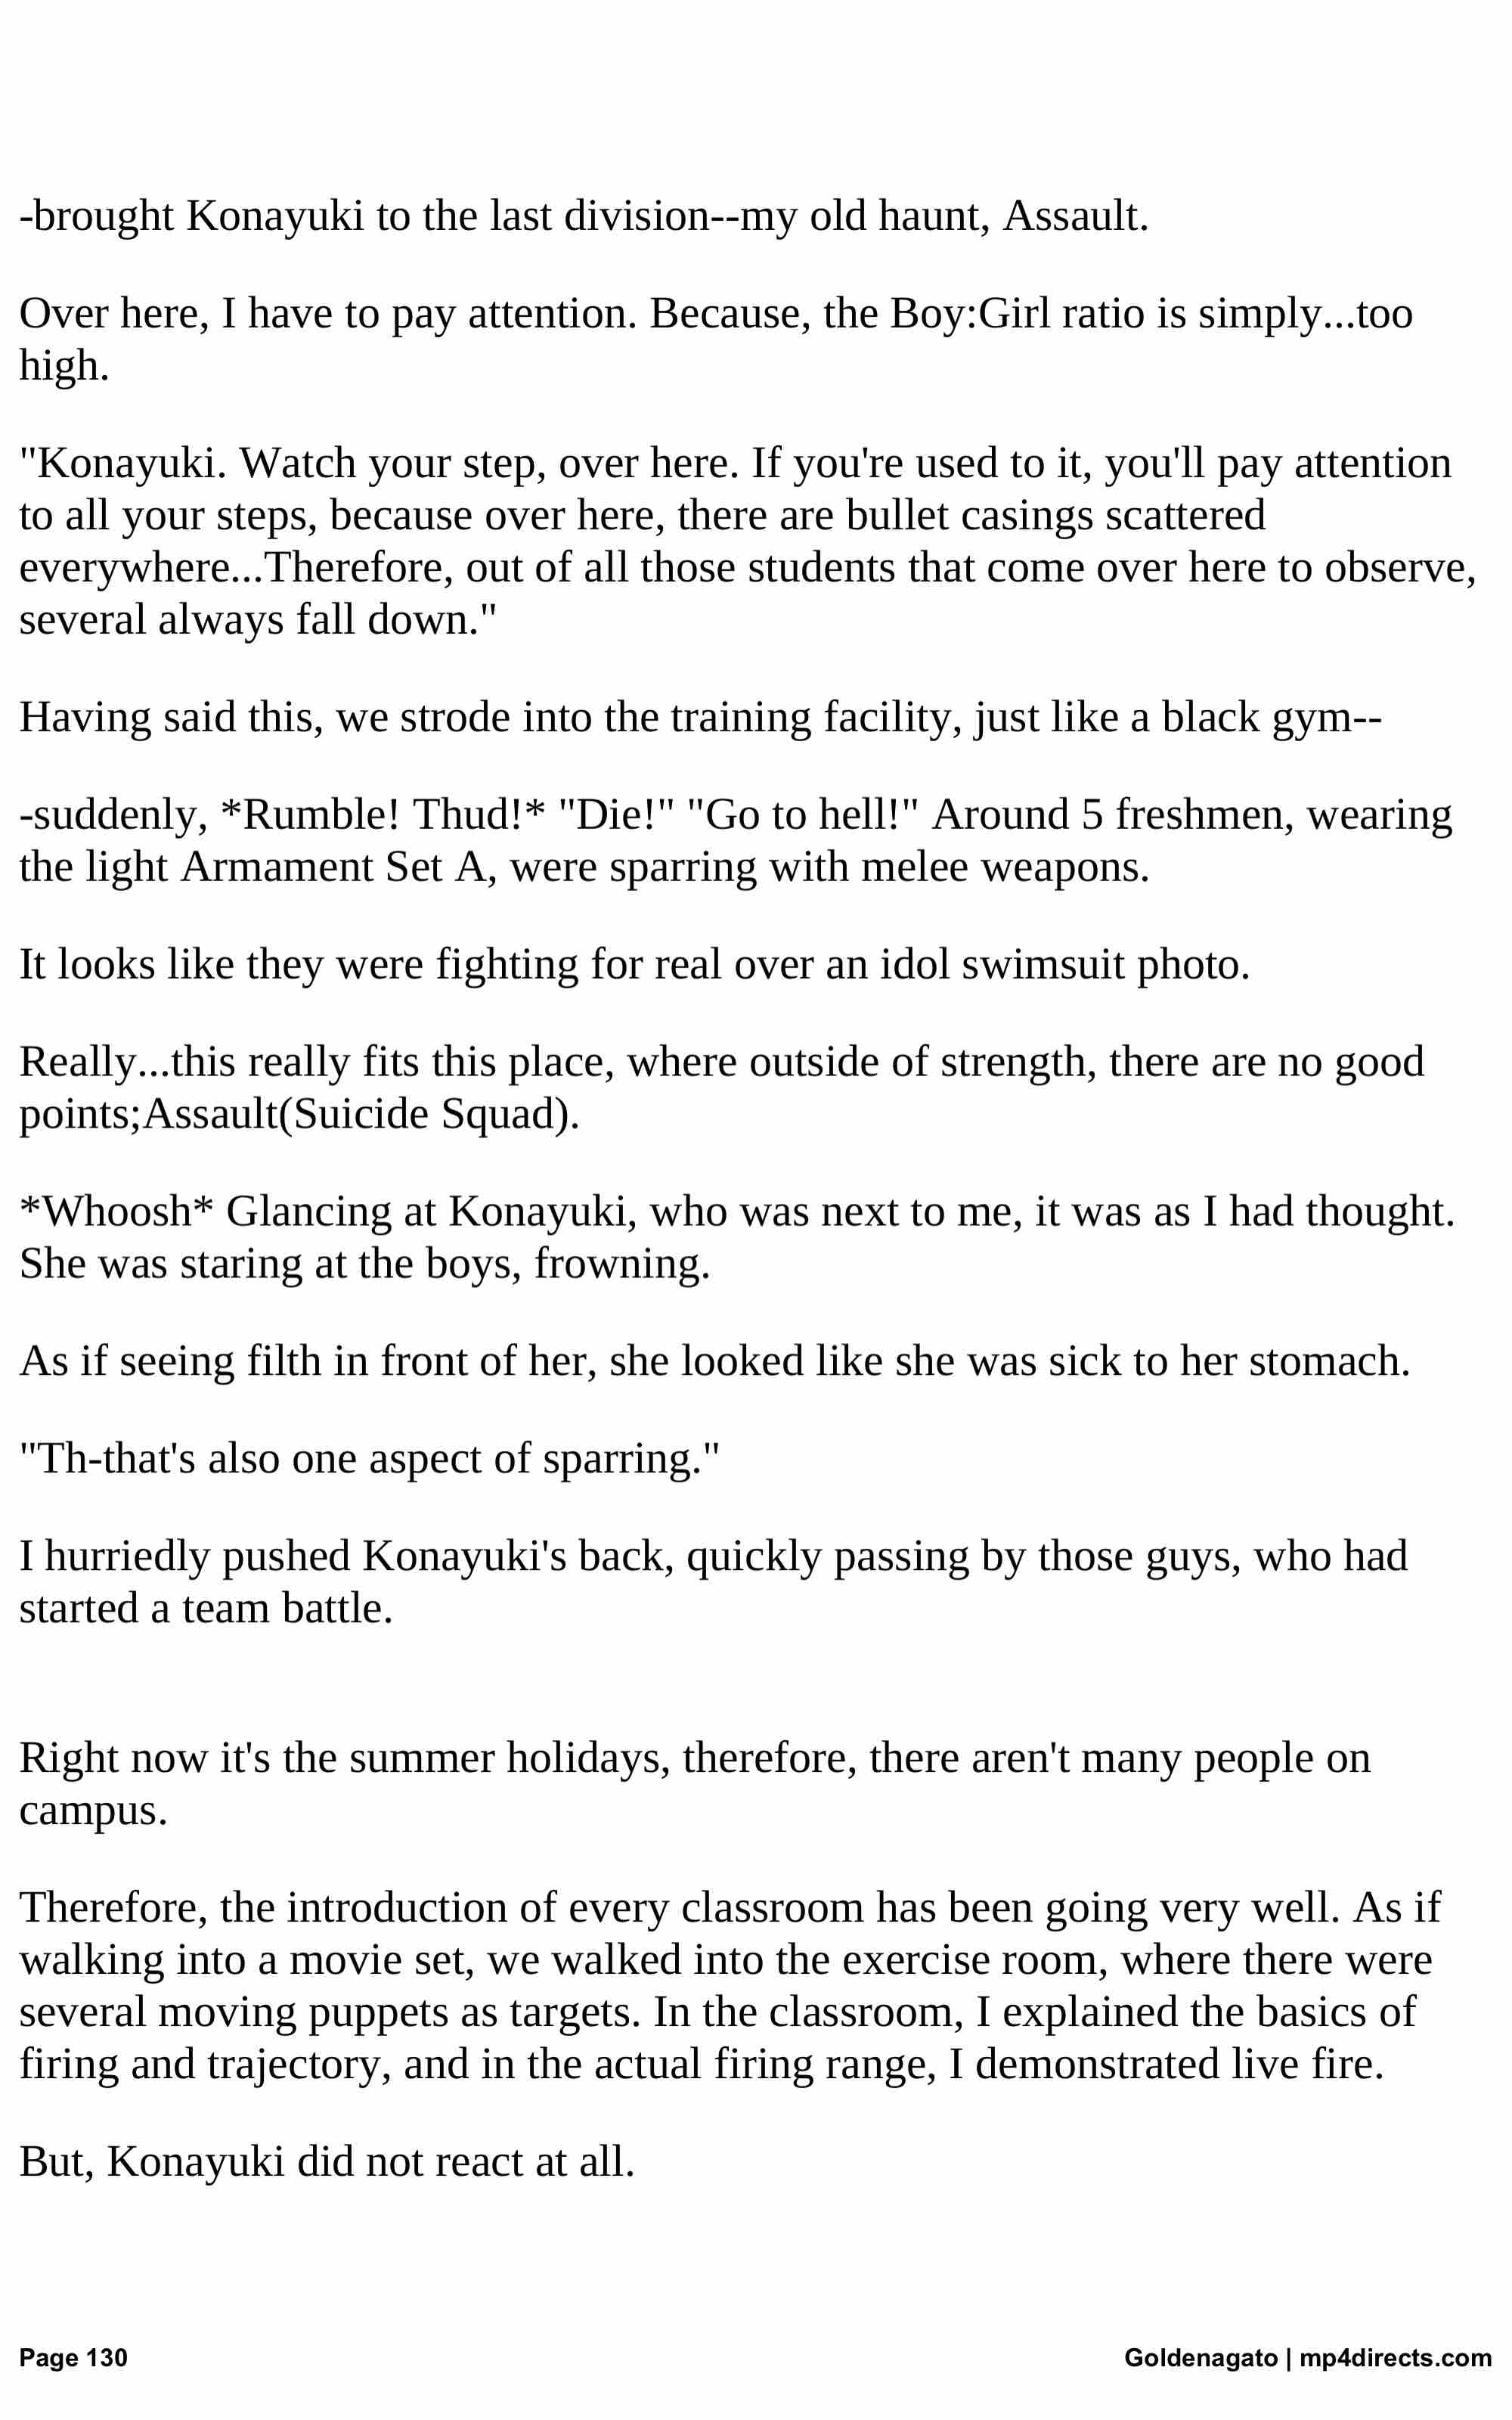 -brought Konayuki to the last division--my old haunt, Assault.
Over here, I have to pay attention. Because, the Boy:Girl ratio is simply...too
high.
"Konayuki. Watch your step, over here. If you're used to it, you'll pay attention
to all your steps, because over here, there are bullet casings scattered
everywhere...Therefore, out of all those students that come over here to observe,
several always fall down."
Having said this, we strode into the training facility, just like a black gym--
-suddenly, *Rumble! Thud!* "Die!" "Go to hell!" Around 5 freshmen, wearing
the light Armament Set A, were sparring with melee weapons.
It looks like they were fighting for real over an idol swimsuit photo.
Really...this really fits this place, where outside of strength, there are no good
points;Assault(Suicide Squad).
*Whoosh* Glancing at Konayuki, who was next to me, it was as I had thought.
She was staring at the boys, frowning.
As if seeing filth in front of her, she looked like she was sick to her stomach.
"Th-that's also one aspect of sparring."
I hurriedly pushed Konayuki's back, quickly passing by those guys, who had
started a team battle.
Right now it's the summer holidays, therefore, there aren't many people on
campus.
Therefore, the introduction of every classroom has been going very well. As if
walking into a movie set, we walked into the exercise room, where there were
several moving puppets as targets. In the classroom, I explained the basics of
firing and trajectory, and in the actual firing range, I demonstrated live fire.
But, Konayuki did not react at all.
Page 130
Goldenagato | mp4directs.com